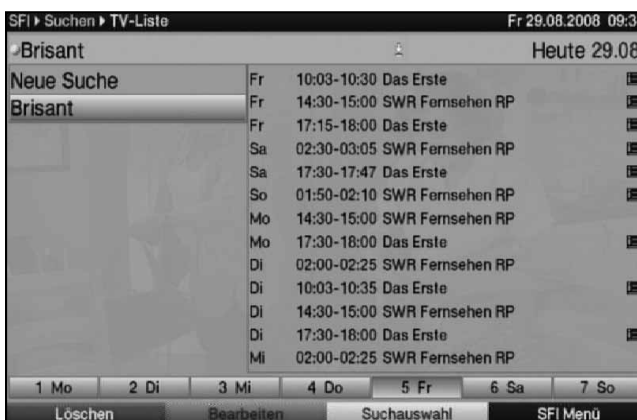 SFI ▸ Suchen ▸ TV-Liste Fr 29.08.2008 09:3
Brisant Heute 29.08
Neue Suche
Brisant
Fr 10:03-10:30 Das Erste
Fr 14:30-15:00 SWR Fernsehen RP
Fr 17:15-18:00 Das Erste
Sa 02:30-03:05 SWR Fernsehen RP
Sa 17:30-17:47 Das Erste
So 01:50-02:10 SWR Fernsehen RP
Mo 14:30-15:00 SWR Fernsehen RP
Mo 17:30-18:00 Das Erste
Di 02:00-02:25 SWR Fernsehen RP
Di 10:03-10:35 Das Erste
Di 14:30-15:00 SWR Fernsehen RP
Di 17:30-18:00 Das Erste
Mi 02:00-02:25 SWR Fernsehen RP
1 Mo 2 Di 3 Mi 4 Do 5 Fr 6 Sa 7 So
Löschen Bearbeiten Suchauswahl SFI Menü